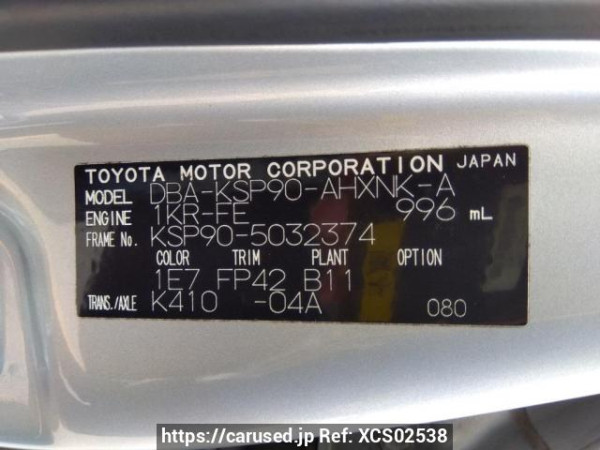 TOYOTA MOTOR CORPORATION JAPAN
MODEL DBA-KSP90-AHXNK-A
ENGINE 1KR-FE 996 mL
FRAME No. KSP90-5032374
COLOR TRIM PLANT OPTION
1E7 FP42 B11
TRANS./AXLE K410 -04A 080
https://carused.jp Ref: XCS02538